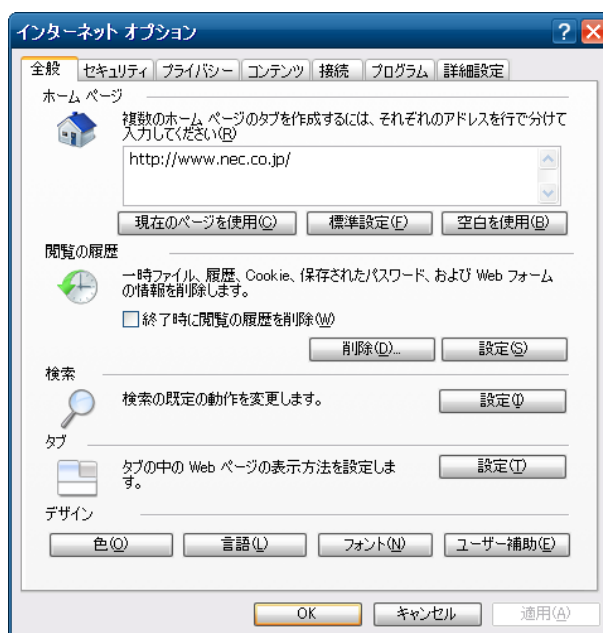 インターネット オプション
全般 セキュリティ プライバシー コンテンツ 接続 プログラム 詳細設定
ホーム ページ
複数のホーム ページのタブを作成するには、それぞれのアドレスを行で分けて
入力してください(R)
http://www.nec.co.jp/
現在のページを使用(C) 標準設定(F) 空白を使用(B)
閲覧の履歴
一時ファイル、履歴、Cookie、保存されたパスワード、および Web フォーム
の情報を削除します。
終了時に閲覧の履歴を削除(W)
削除(D)... 設定(S)
検索
検索の既定の動作を変更します。
設定(I)
タブ
タブの中の Web ページの表示方法を設定しま
す。
設定(T)
デザイン
色(O) 言語(L) フォント(N) ユーザー補助(E)
OK キャンセル 適用(A)